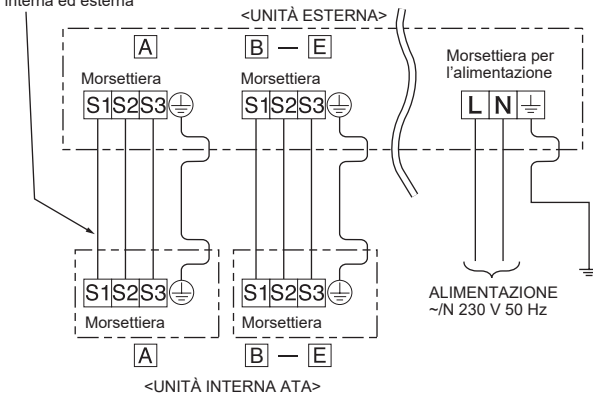 interna ed esterna
<UNITÀ ESTERNA>
A B — E
Morsettiera per
l'alimentazione
Morsettiera Morsettiera
S1 S2 S3 S1 S2 S3 L N
S1 S2 S3 S1 S2 S3
Morsettiera Morsettiera
ALIMENTAZIONE
~/N 230 V 50 Hz
A B — E
<UNITÀ INTERNA ATA>